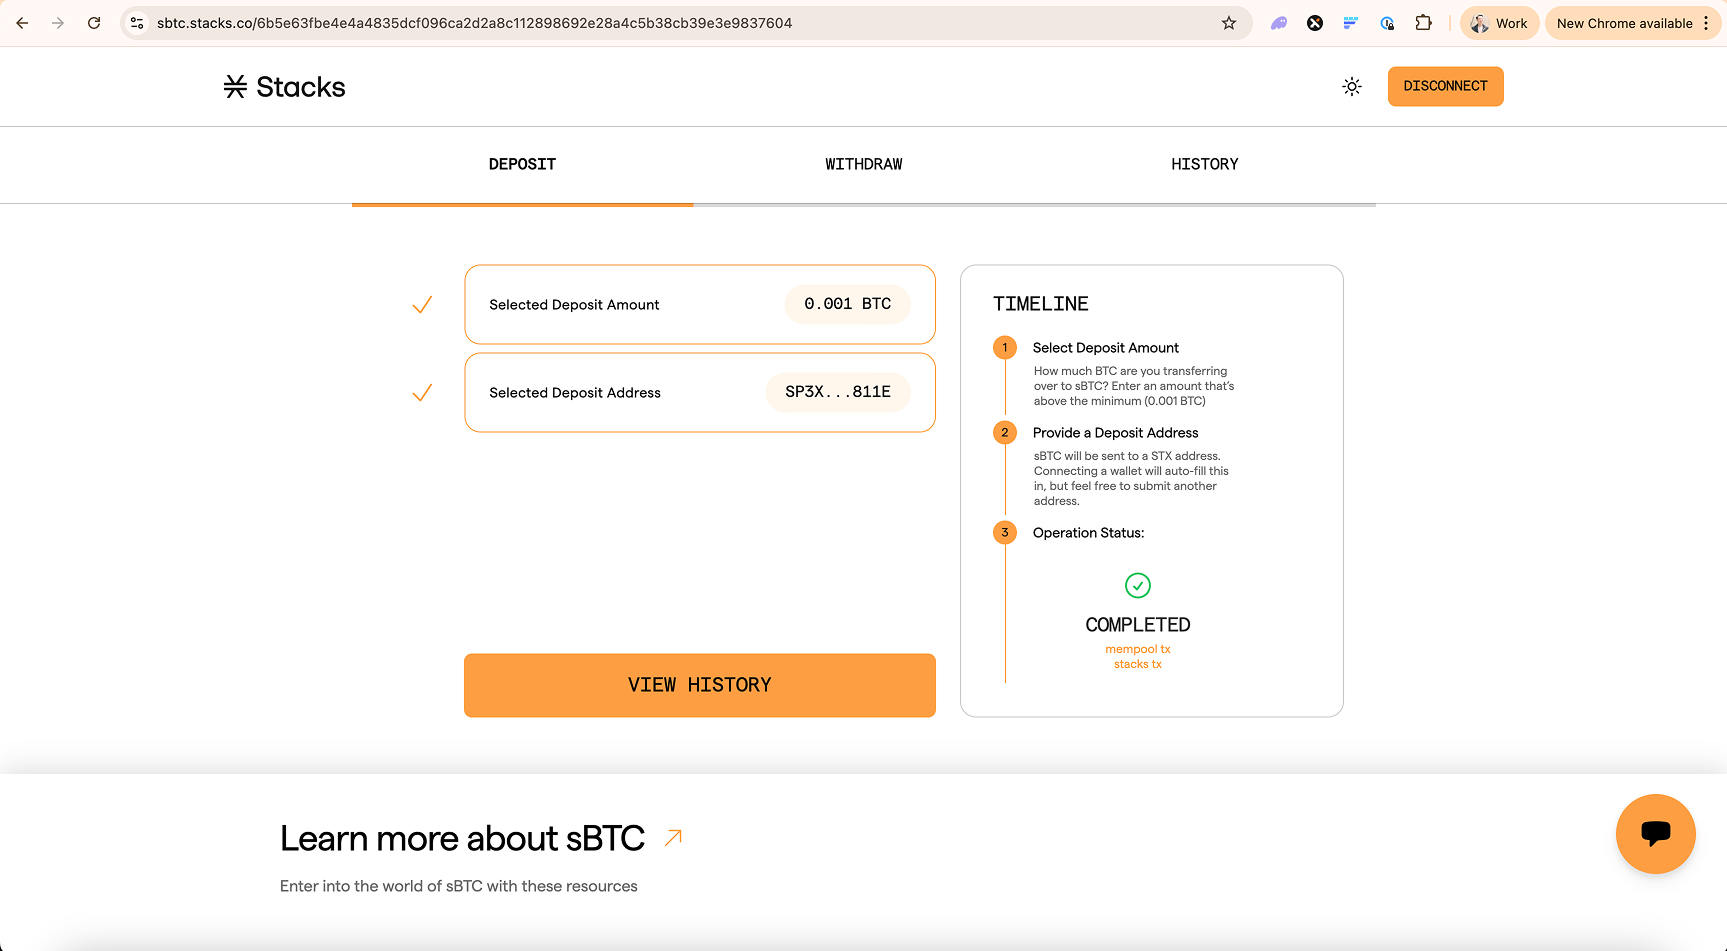 sbtc.stacks.co/6b5e63fbe4e4a4835dcf096ca2d2a8c112898692e28a4c5b38cb39e3e9837604
Work
New Chrome available
Stacks
DISCONNECT
DEPOSIT
WITHDRAW
HISTORY
Selected Deposit Amount
0.001 BTC
Selected Deposit Address
SP3X...811E
VIEW HISTORY
TIMELINE
1
Select Deposit Amount
How much BTC are you transferring
over to sBTC? Enter an amount that's
above the minimum (0.001 BTC)
2
Provide a Deposit Address
sBTC will be sent to a STX address.
Connecting a wallet will auto-fill this
in, but feel free to submit another
address.
3
Operation Status:
COMPLETED
mempool tx
stacks tx
Learn more about sBTC
Enter into the world of sBTC with these resources